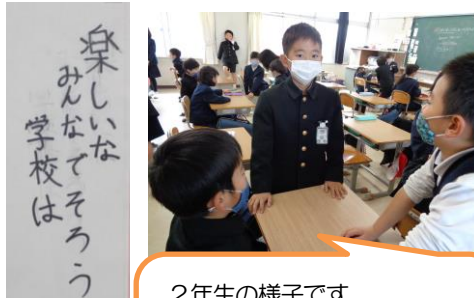 楽しいな
みんなでそろう
学校は
２年生の様子です